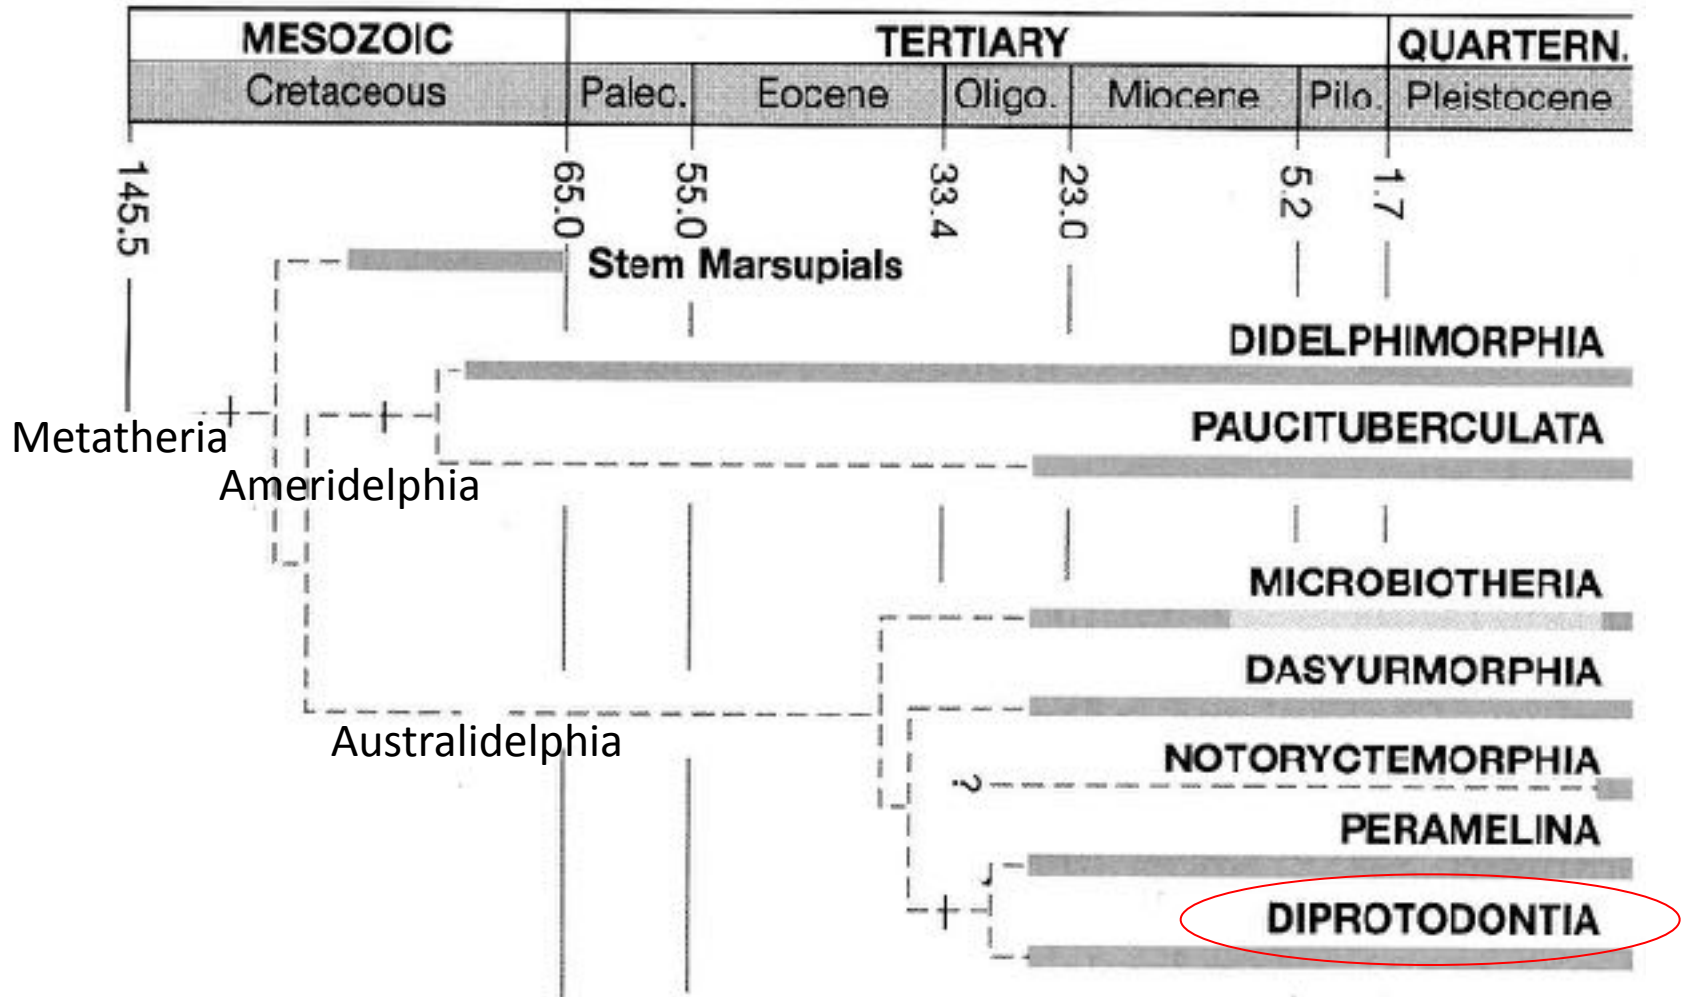 MESOZOIC TERTIARY QUARTERN.
Cretaceous Paleo. Eocene Oligo. Miocene Pilo. Pleistocene
145.5 65.0 55.0 33.4 23.0 5.2 1.7
Stem Marsupials
DIDELPHIMORPHIA
PAUCITUBERCULATA
Metatheria
Ameridelphia
MICROBIOTHERIA
DASYURMORPHIA
Australidelphia
NOTORYCTEMORPHIA
?
PERAMELINA
DIPROTODONTIA